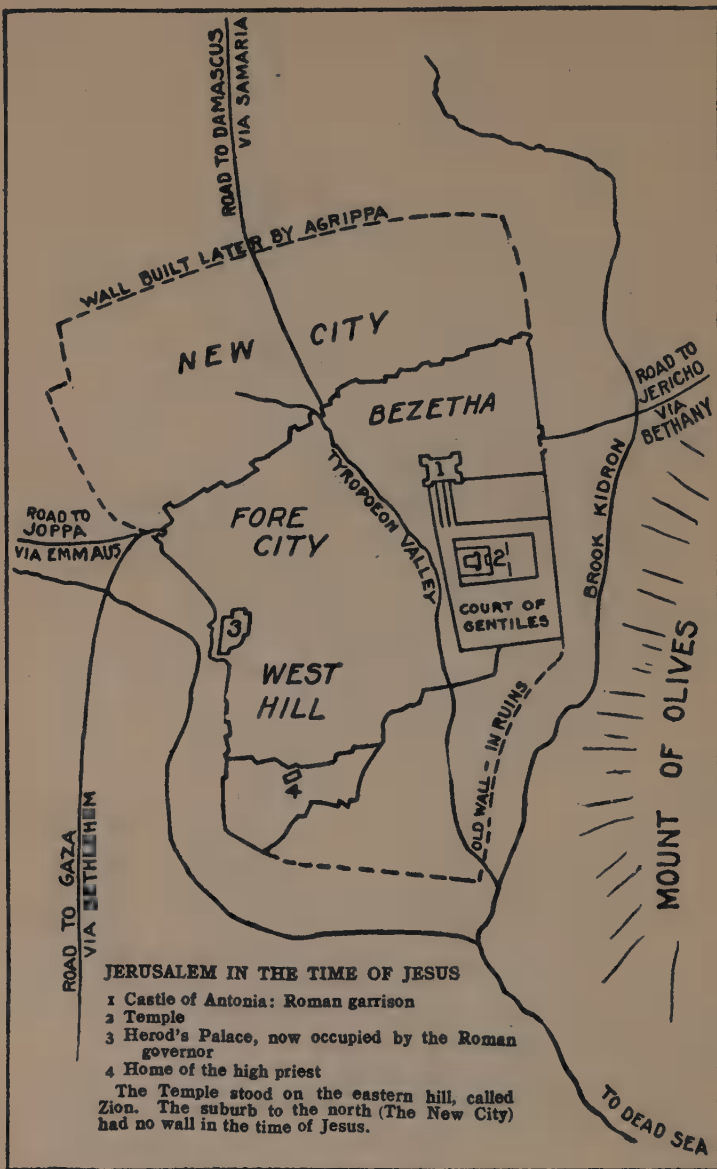 ROAD TO DAMASCUS
VIA SAMARIA
WALL BUILT LATER BY AGRIPPA
NEW CITY
BEZETHA
ROAD TO
JERICHO
VIA
BETHANY
1
TYROPOEON VALLEY
BROOK KIDRON
FORE
CITY
ROAD TO
JOPPA
VIA EMMAUS
2
COURT OF
GENTILES
3
WEST
HILL
4
OLD WALL - IN RUINS
MOUNT OF OLIVES
ROAD TO GAZA
VIA BETHLEHEM
JERUSALEM IN THE TIME OF JESUS
1 Castle of Antonia: Roman garrison
2 Temple
3 Herod's Palace, now occupied by the Roman
governor
4 Home of the high priest
The Temple stood on the eastern hill, called
Zion. The suburb to the north (The New City)
had no wall in the time of Jesus.
TO DEAD SEA